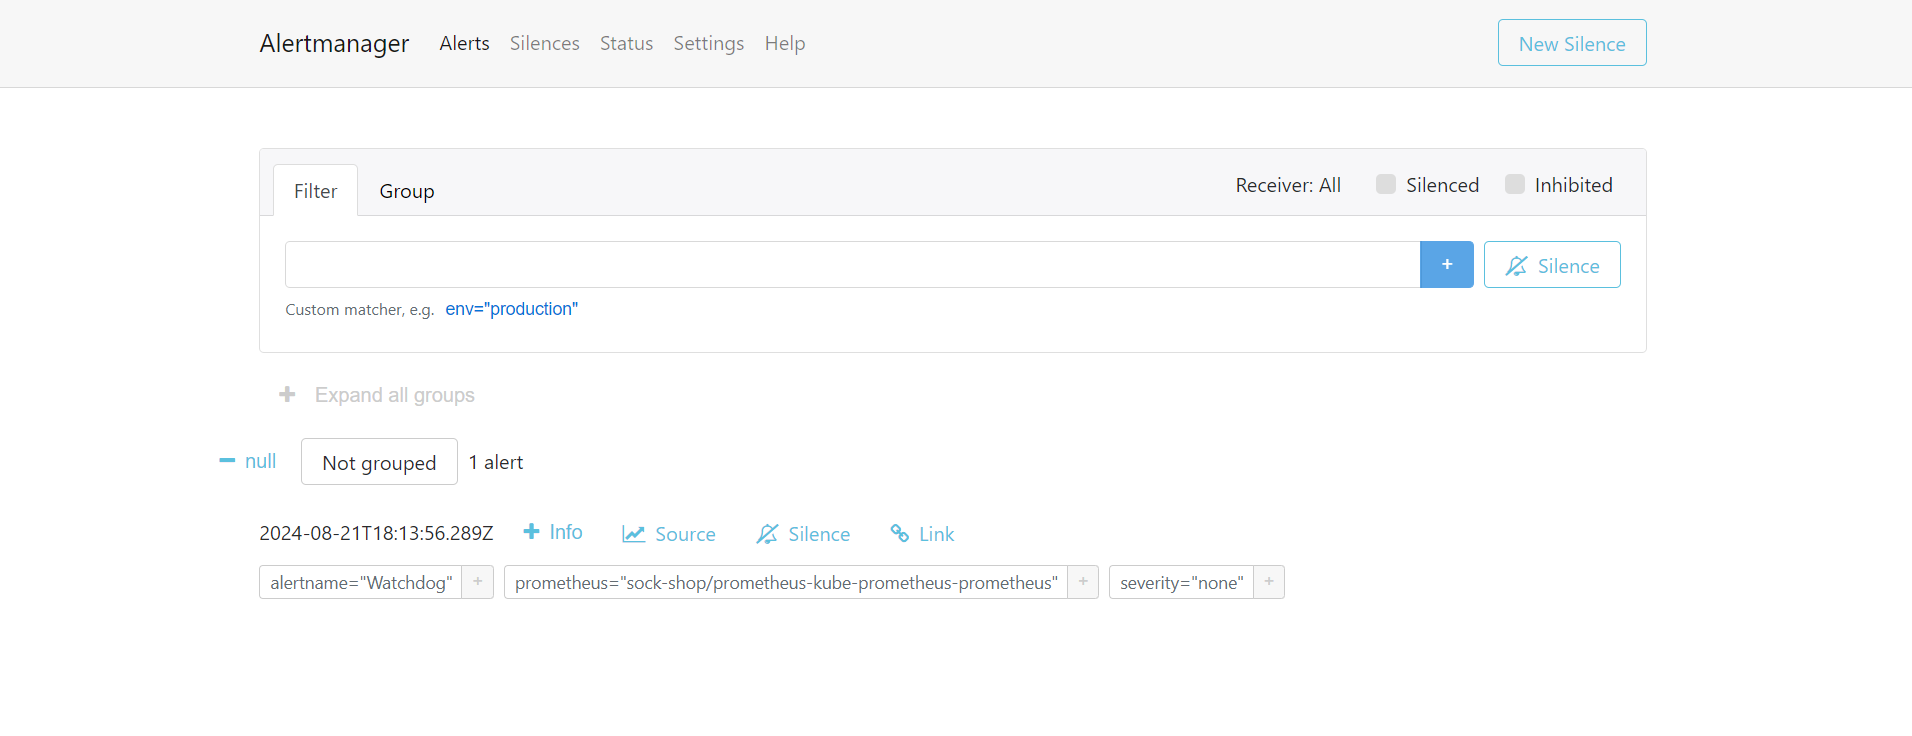 Alertmanager Alerts Silences Status Settings Help New Silence
Filter Group Receiver: All Silenced Inhibited
+ Silence
Custom matcher, e.g. env="production"
+ Expand all groups
− null Not grouped 1 alert
2024-08-21T18:13:56.289Z + Info Source Silence Link
alertname="Watchdog" + prometheus="sock-shop/prometheus-kube-prometheus-prometheus" + severity="none" +